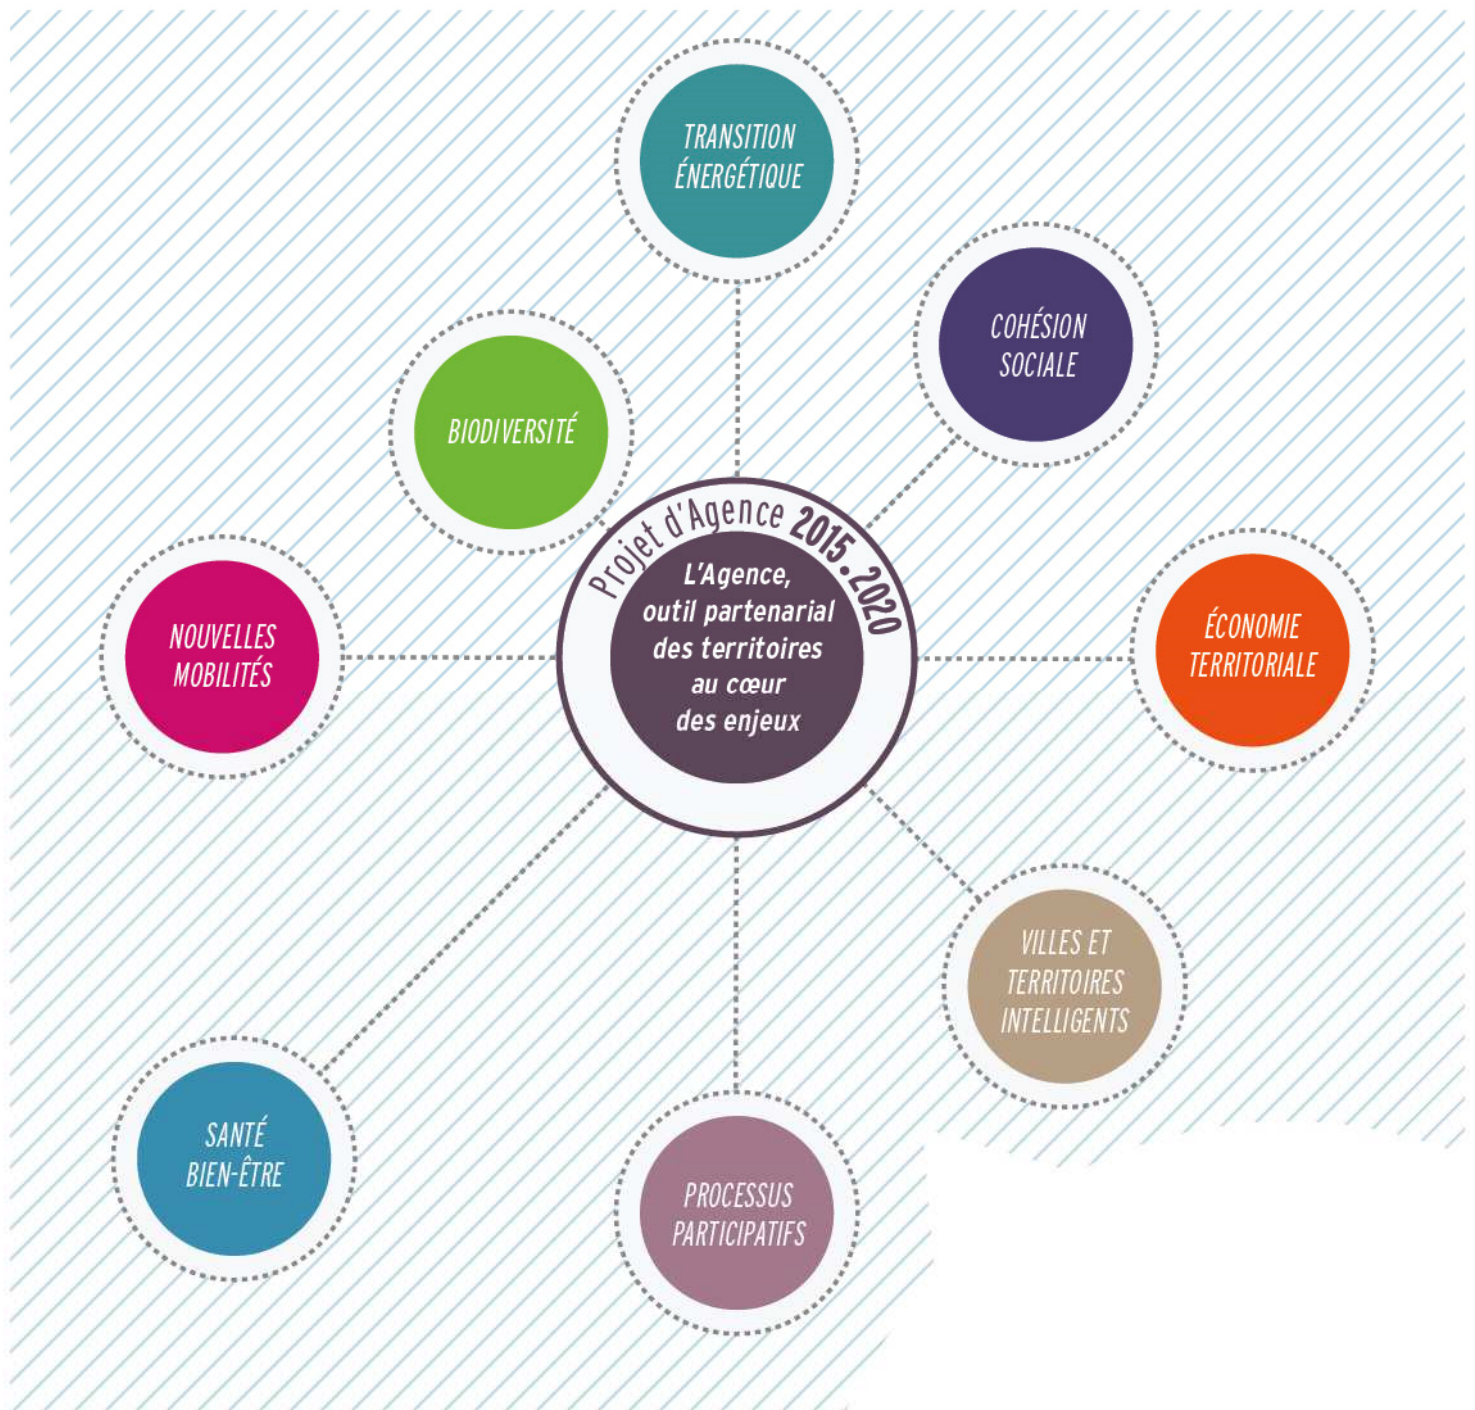 TRANSITION
ÉNERGÉTIQUE
COHÉSION
SOCIALE
BIODIVERSITÉ
Projet d'Agence 2015.2020
L'Agence,
outil partenarial
des territoires
au cœur
des enjeux
NOUVELLES
MOBILITÉS
ÉCONOMIE
TERRITORIALE
VILLES ET
TERRITOIRES
INTELLIGENTS
SANTÉ
BIEN-ÊTRE
PROCESSUS
PARTICIPATIFS